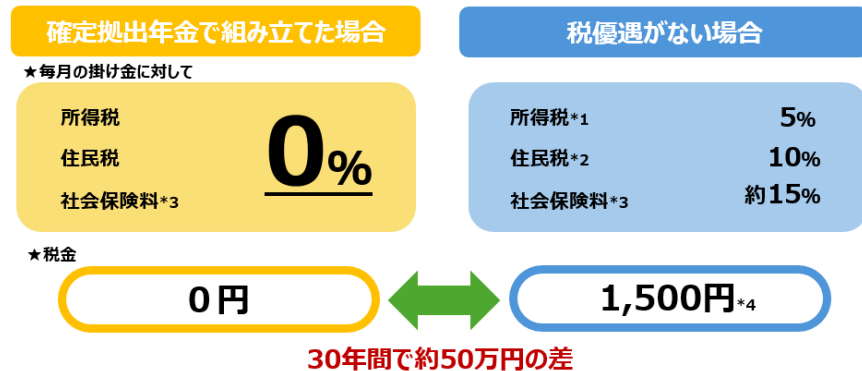 確定拠出年金で組み立てた場合
税優遇がない場合
★毎月の掛け金に対して
所得税
住民税
社会保険料*3
0%
所得税*1 5%
住民税*2 10%
社会保険料*3 約15%
★税金
0円
1,500円*4
30年間で約50万円の差